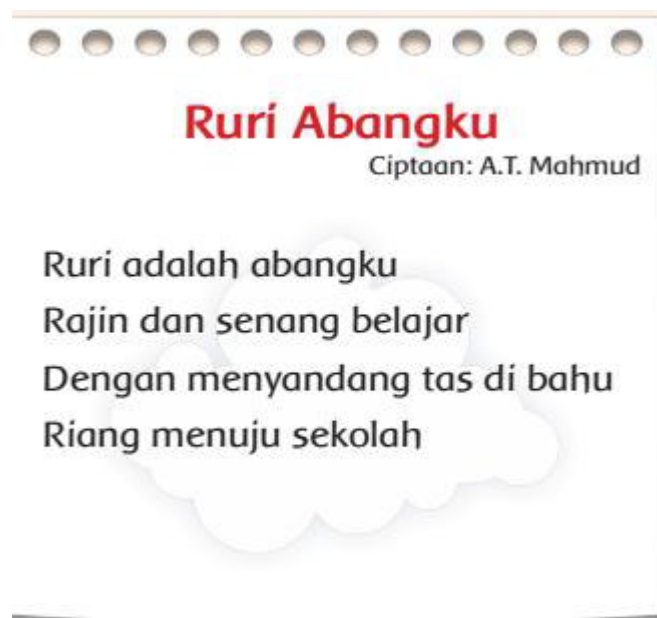 Ruri Abangku
Ciptaan: A.T. Mahmud
Ruri adalah abangku
Rajin dan senang belajar
Dengan menyandang tas di bahu
Riang menuju sekolah